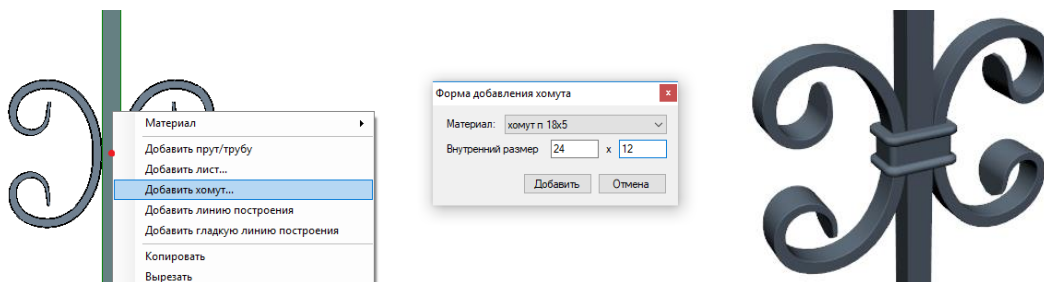 Материал
Добавить прут/трубу
Добавить лист...
Добавить хомут...
Добавить линию построения
Добавить гладкую линию построения
Копировать
Вырезать
Форма добавления хомута x
Материал: хомут п 18x5
Внутренний размер 24 x 12
Добавить Отмена